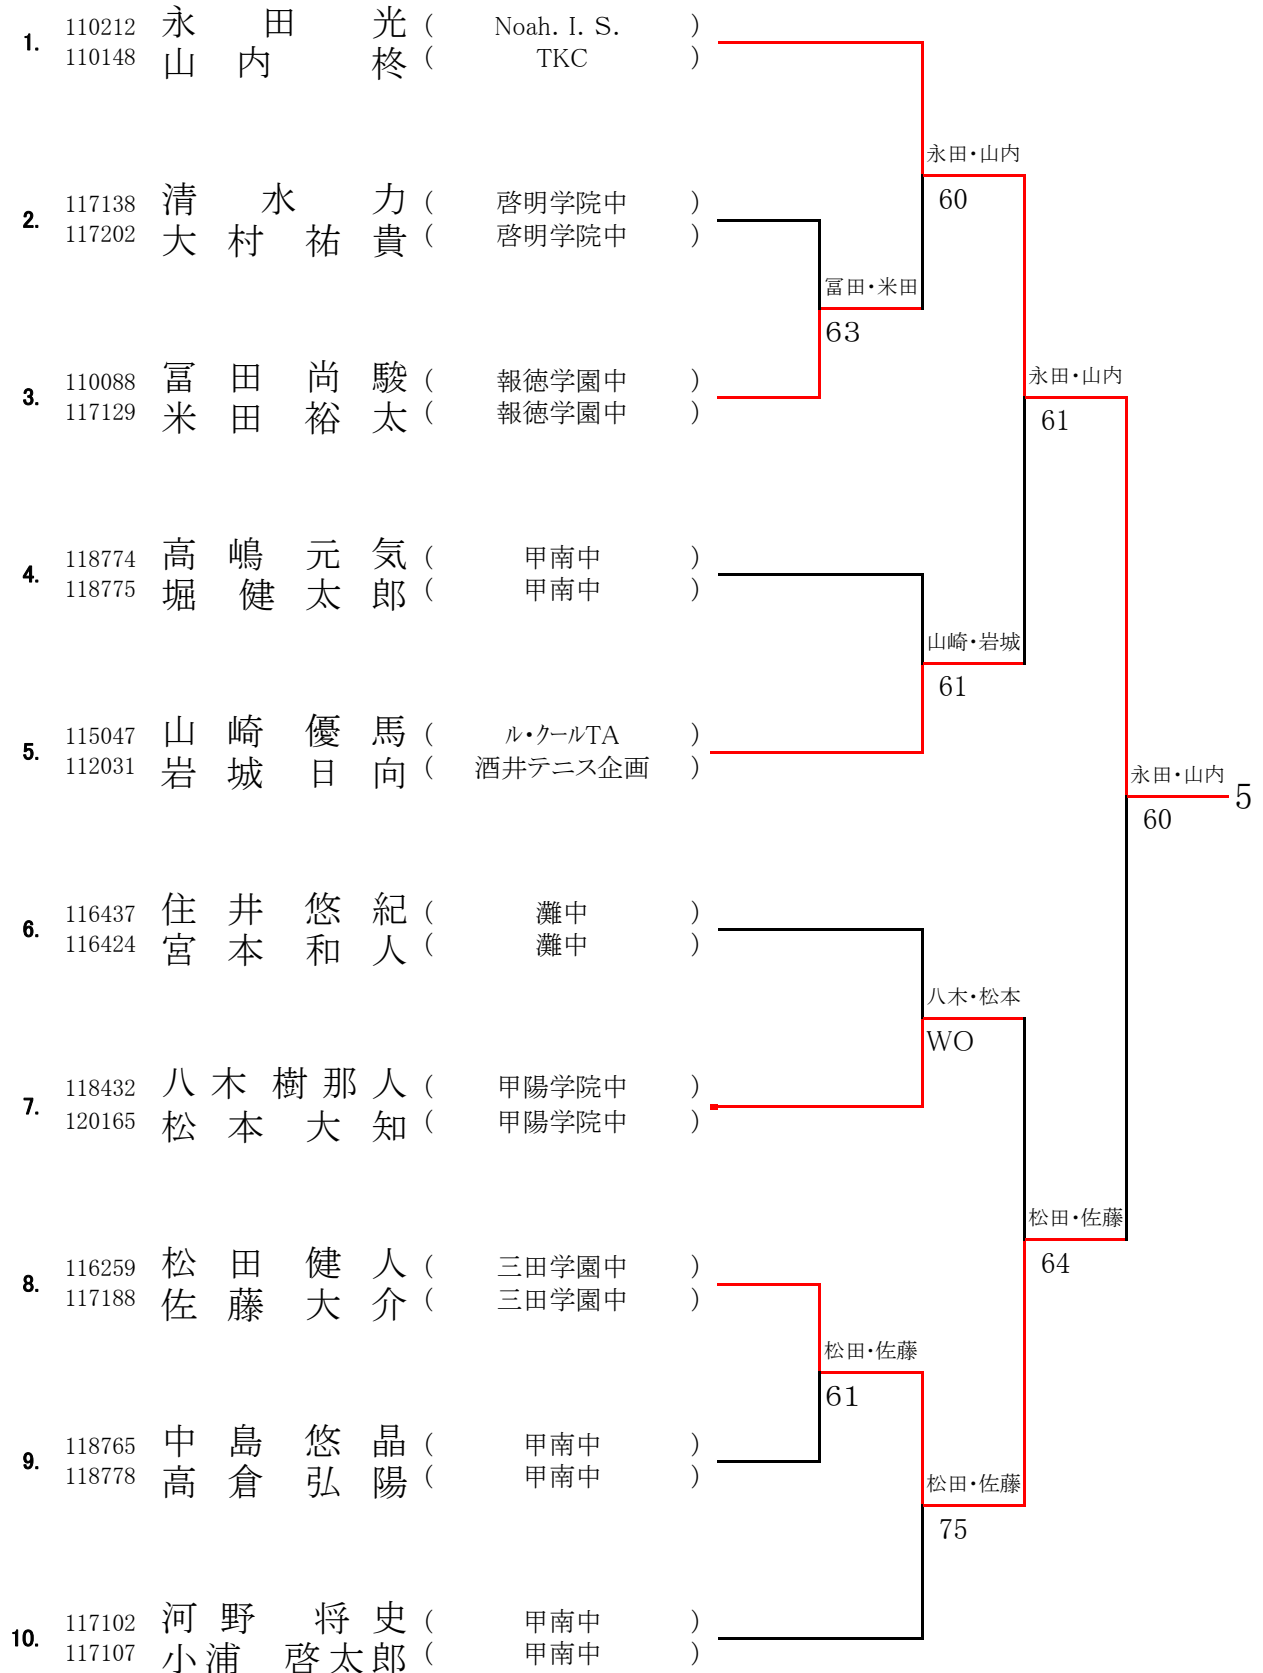 1. 110212 永田光 ( Noah. I. S. )
110148 山内柊 ( TKC )
永田・山内
60
2. 117138 清水力 ( 啓明学院中 )
117202 大村祐貴 ( 啓明学院中 )
冨田・米田
63
3. 110088 冨田尚駿 ( 報徳学園中 )
117129 米田裕太 ( 報徳学園中 )
永田・山内
61
4. 118774 高嶋元気 ( 甲南中 )
118775 堀健太郎 ( 甲南中 )
山崎・岩城
61
5. 115047 山崎優馬 ( ル・クールTA )
112031 岩城日向 ( 酒井テニス企画 )
永田・山内
60
5
6. 116437 住井悠紀 ( 灘中 )
116424 宮本和人 ( 灘中 )
八木・松本
WO
7. 118432 八木樹那人 ( 甲陽学院中 )
120165 松本大知 ( 甲陽学院中 )
松田・佐藤
64
8. 116259 松田健人 ( 三田学園中 )
117188 佐藤大介 ( 三田学園中 )
松田・佐藤
61
9. 118765 中島悠晶 ( 甲南中 )
118778 高倉弘陽 ( 甲南中 )
松田・佐藤
75
10. 117102 河野将史 ( 甲南中 )
117107 小浦啓太郎 ( 甲南中 )